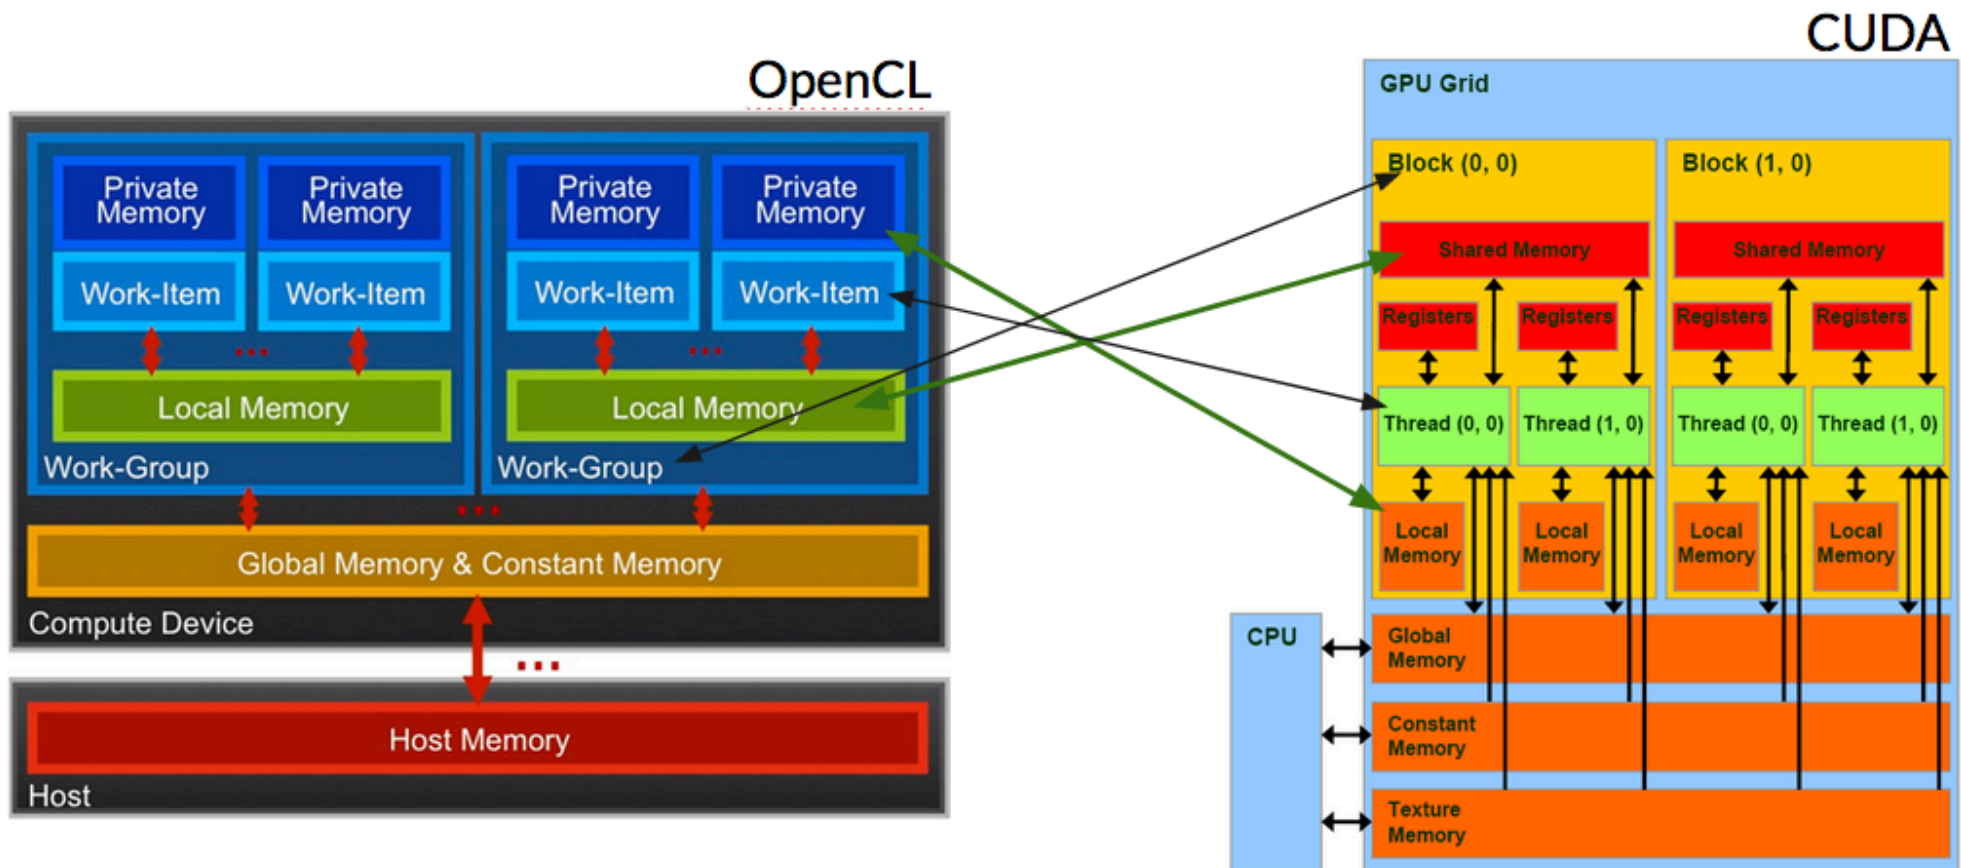 OpenCL
Private
Memory
Private
Memory
Private
Memory
Private
Memory
Work-Item
Work-Item
Work-Item
Work-Item
...
...
Local Memory
Local Memory
Work-Group
Work-Group
...
Global Memory & Constant Memory
Compute Device
...
Host Memory
Host
CUDA
GPU Grid
Block (0, 0)
Block (1, 0)
Shared Memory
Shared Memory
Registers
Registers
Registers
Registers
Thread (0, 0)
Thread (1, 0)
Thread (0, 0)
Thread (1, 0)
Local
Memory
Local
Memory
Local
Memory
Local
Memory
CPU
Global
Memory
Constant
Memory
Texture
Memory